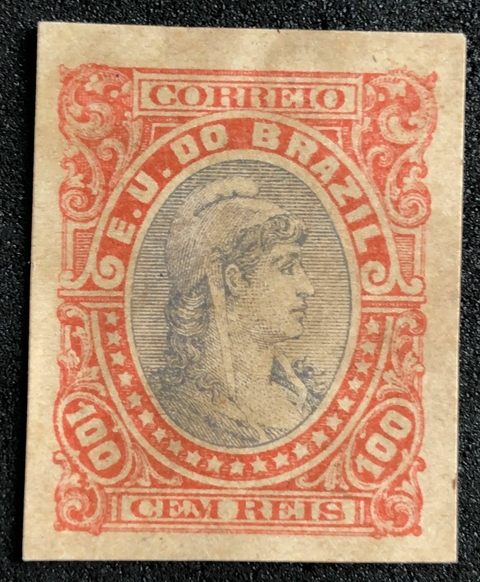 CORREIO
E. U. DO BRAZIL
100
100
CEM REIS